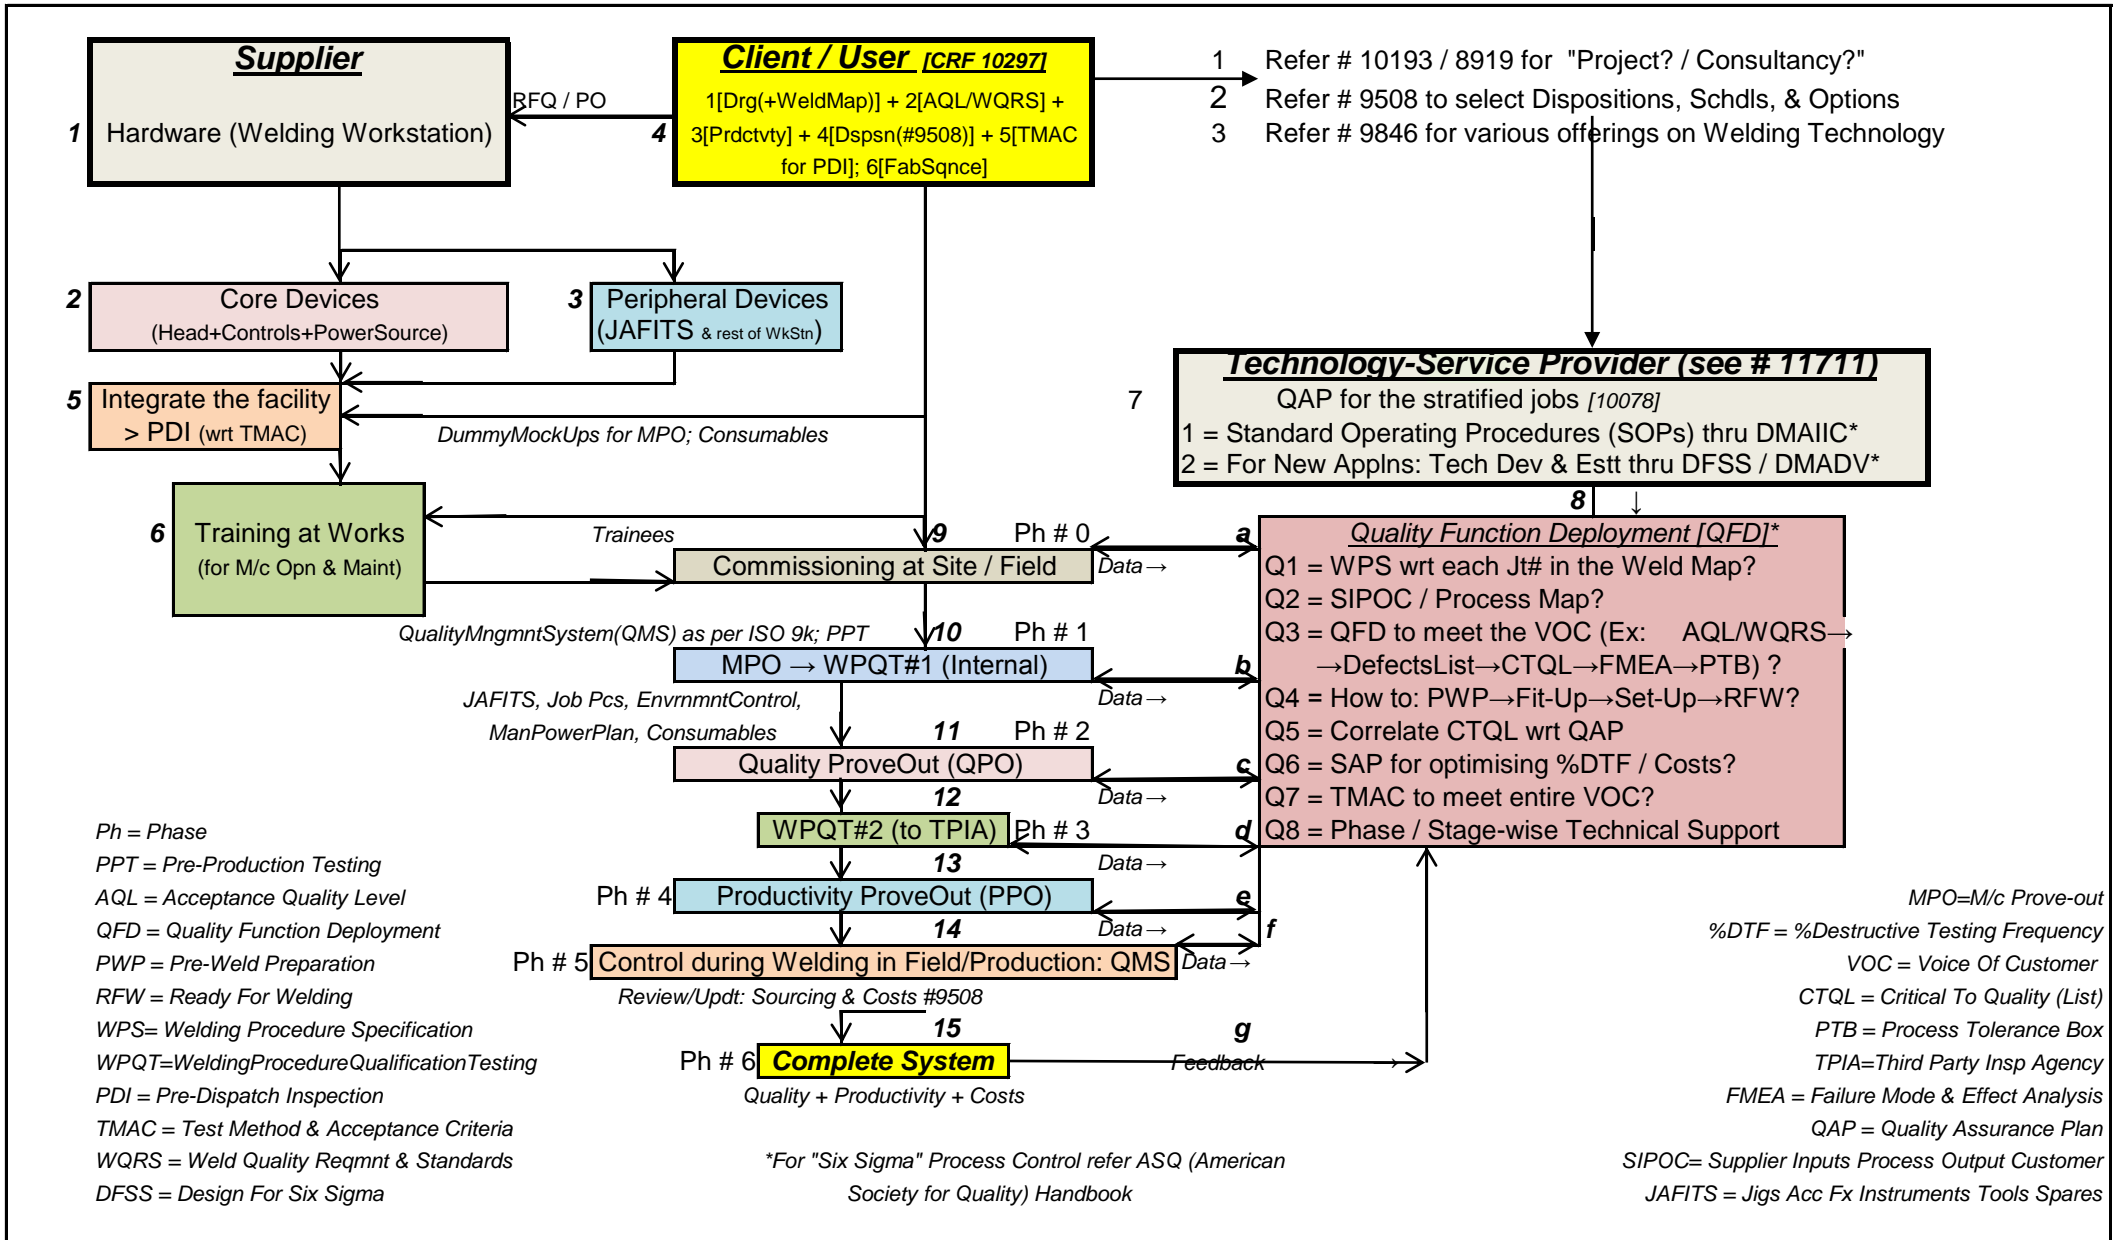 Supplier
1
Hardware (Welding Workstation)
RFQ / PO
4
Client / User [CRF 10297]
1[Drg(+WeldMap)] + 2[AQL/WQRS] +
3[Prdctvty] + 4[Dspsn(#9508)] + 5[TMAC
for PDI]; 6[FabSqnce]
1 Refer # 10193 / 8919 for "Project? / Consultancy?"
2 Refer # 9508 to select Dispositions, Schdls, & Options
3 Refer # 9846 for various offerings on Welding Technology
2
Core Devices
(Head+Controls+PowerSource)
3
Peripheral Devices
(JAFITS & rest of WkStn)
5
Integrate the facility
> PDI (wrt TMAC)
DummyMockUps for MPO; Consumables
7
Technology-Service Provider (see # 11711)
QAP for the stratified jobs [10078]
1 = Standard Operating Procedures (SOPs) thru DMAIIC*
2 = For New Applns: Tech Dev & Estt thru DFSS / DMADV*
8 ↓
6
Training at Works
(for M/c Opn & Maint)
Trainees
9 Ph # 0 a
Commissioning at Site / Field
Data→
QualityMngmntSystem(QMS) as per ISO 9k; PPT
10 Ph # 1
MPO → WPQT#1 (Internal)
b
Data→
JAFITS, Job Pcs, EnvrnmntControl,
ManPowerPlan, Consumables
11 Ph # 2
Quality ProveOut (QPO)
c
Data→
12
WPQT#2 (to TPIA)
Ph # 3 d
Data→
13
Ph # 4
Productivity ProveOut (PPO)
e
Data→
14
f
Ph # 5
Control during Welding in Field/Production: QMS
Data→
Review/Updt: Sourcing & Costs #9508
15
g
Ph # 6
Complete System
Feedback →
Quality + Productivity + Costs
Quality Function Deployment [QFD]*
Q1 = WPS wrt each Jt# in the Weld Map?
Q2 = SIPOC / Process Map?
Q3 = QFD to meet the VOC (Ex: AQL/WQRS→
→DefectsList→CTQL→FMEA→PTB) ?
Q4 = How to: PWP→Fit-Up→Set-Up→RFW?
Q5 = Correlate CTQL wrt QAP
Q6 = SAP for optimising %DTF / Costs?
Q7 = TMAC to meet entire VOC?
Q8 = Phase / Stage-wise Technical Support
Ph = Phase
PPT = Pre-Production Testing
AQL = Acceptance Quality Level
QFD = Quality Function Deployment
PWP = Pre-Weld Preparation
RFW = Ready For Welding
WPS= Welding Procedure Specification
WPQT=WeldingProcedureQualificationTesting
PDI = Pre-Dispatch Inspection
TMAC = Test Method & Acceptance Criteria
WQRS = Weld Quality Reqmnt & Standards
DFSS = Design For Six Sigma
*For "Six Sigma" Process Control refer ASQ (American
Society for Quality) Handbook
MPO=M/c Prove-out
%DTF = %Destructive Testing Frequency
VOC = Voice Of Customer
CTQL = Critical To Quality (List)
PTB = Process Tolerance Box
TPIA=Third Party Insp Agency
FMEA = Failure Mode & Effect Analysis
QAP = Quality Assurance Plan
SIPOC= Supplier Inputs Process Output Customer
JAFITS = Jigs Acc Fx Instruments Tools Spares